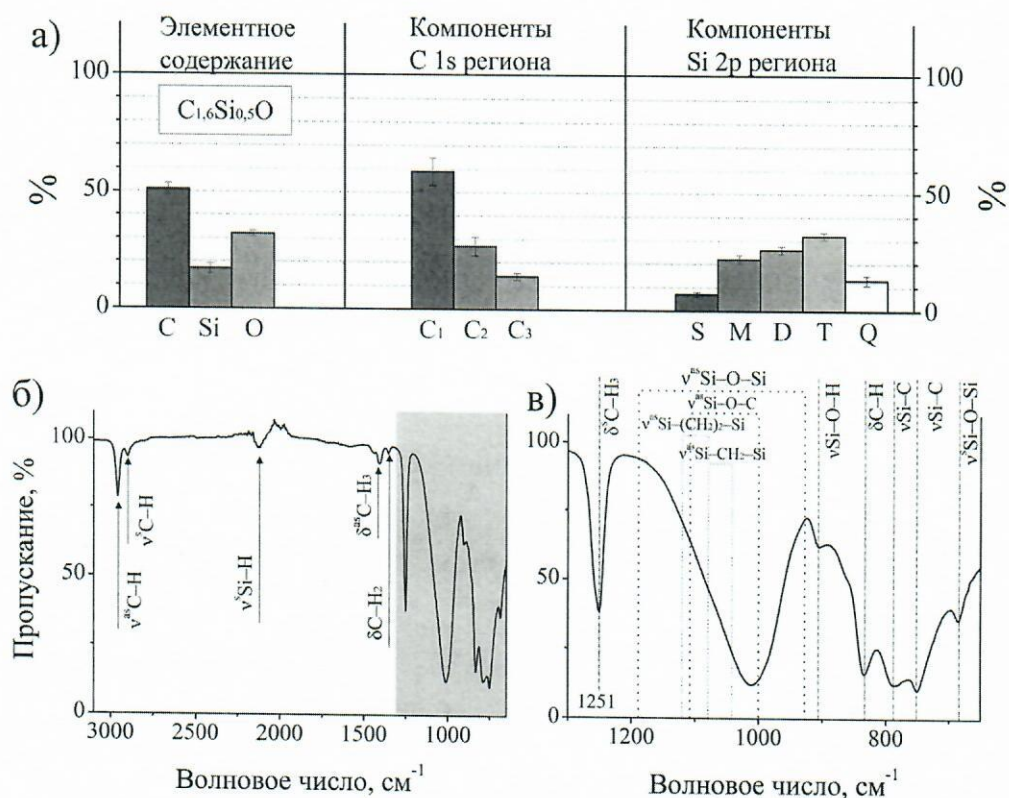 а)
Элементное содержание
Компоненты C 1s региона
Компоненты Si 2p региона
C1,6Si0,5O
%
100
50
0
C Si O
C1 C2 C3
S M D T Q
100
50
0
%
б)
Пропускание, %
100
50
0
νasC–H
νsC–H
νsSi–H
δasC–H3
δC–H2
3000 2500 2000 1500 1000
Волновое число, см-1
в)
100
50
0
δsC–H3
νasSi–O–Si
νasSi–O–C
νasSi–(CH2)2–Si
νasSi–CH2–Si
νSi–O–H
δC–H
νSi–C
νSi–C
νsSi–O–Si
1251
1200 1000 800
Волновое число, см-1